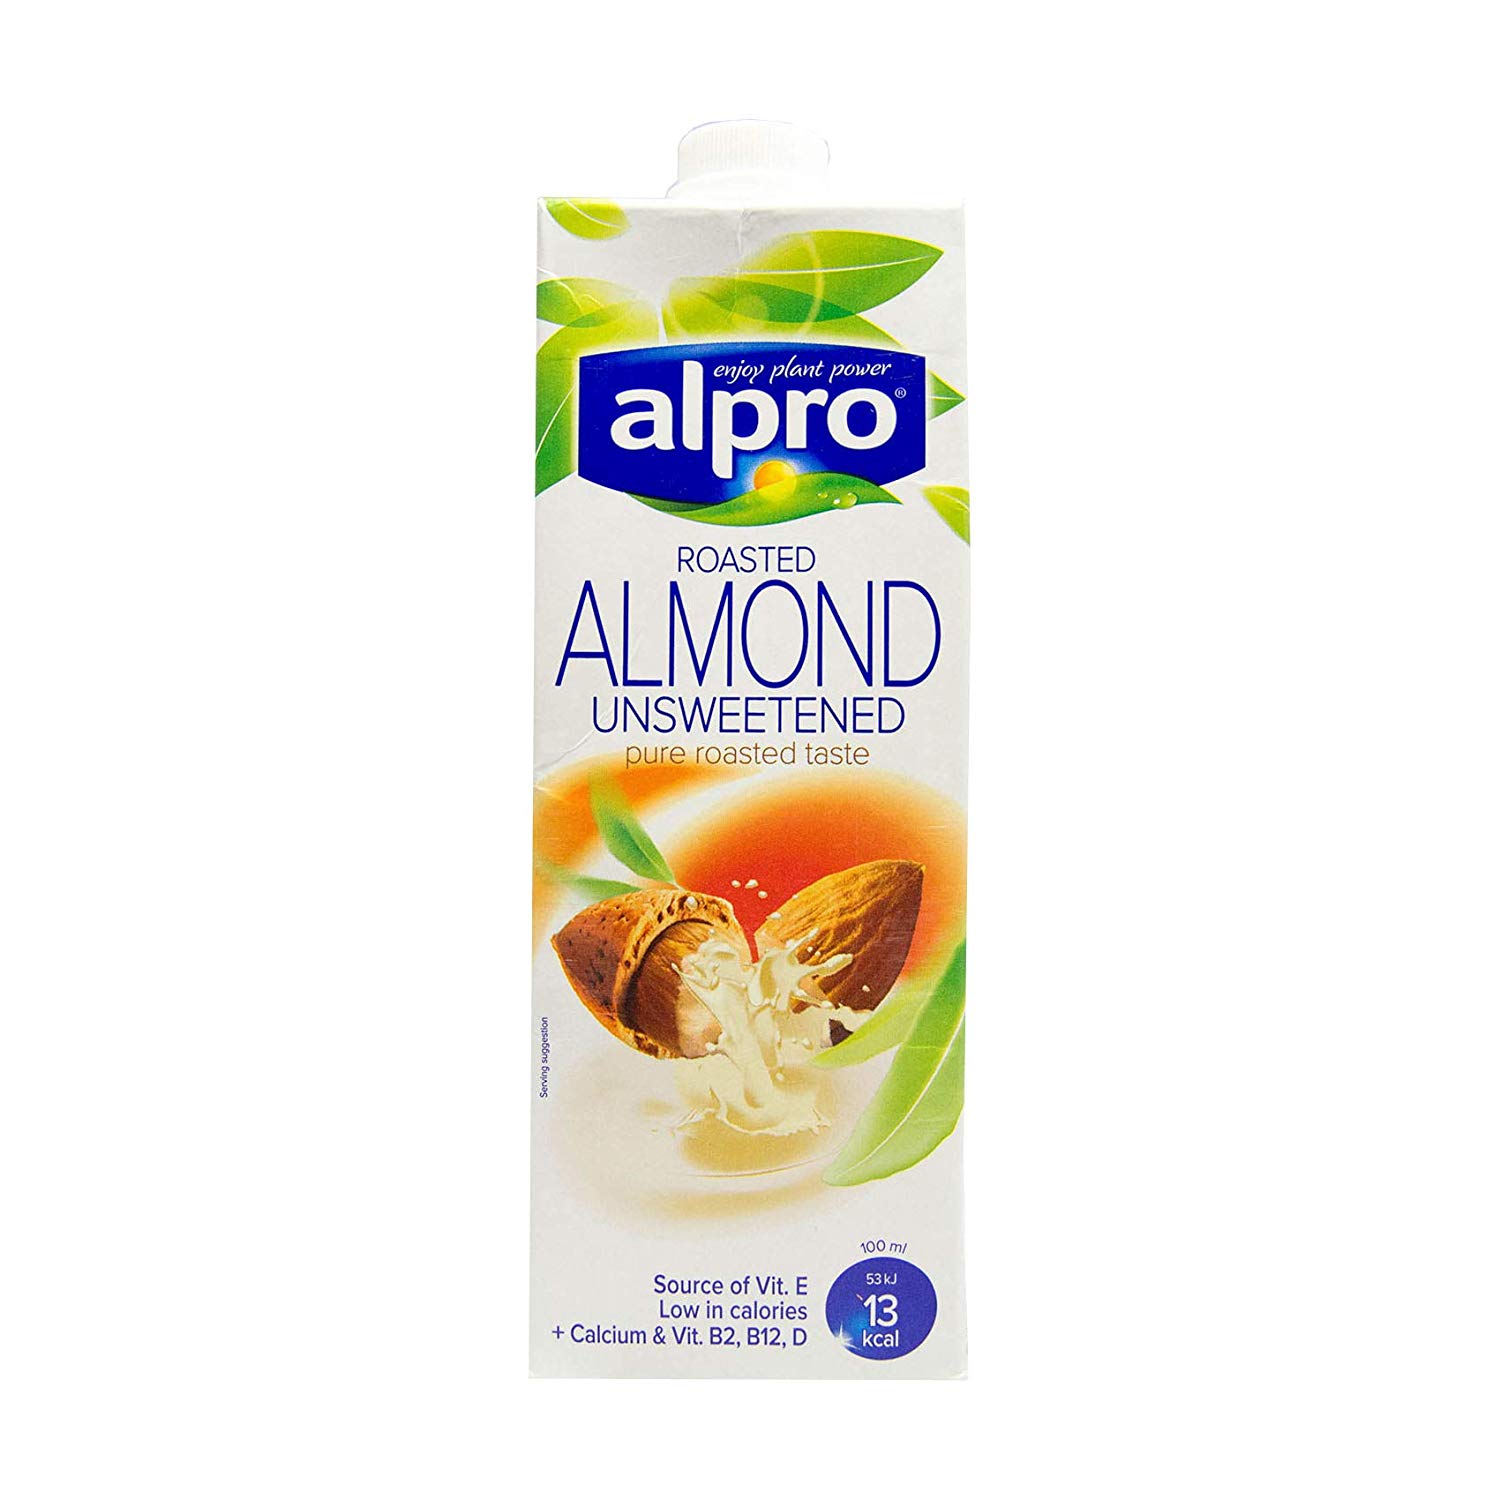 enjoy plant power
alpro®
ROASTED
ALMOND
UNSWEETENED
pure roasted taste
Serving suggestion
100 ml
53 kJ
13
kcal
Source of Vit. E
Low in calories
+ Calcium & Vit. B2, B12, D